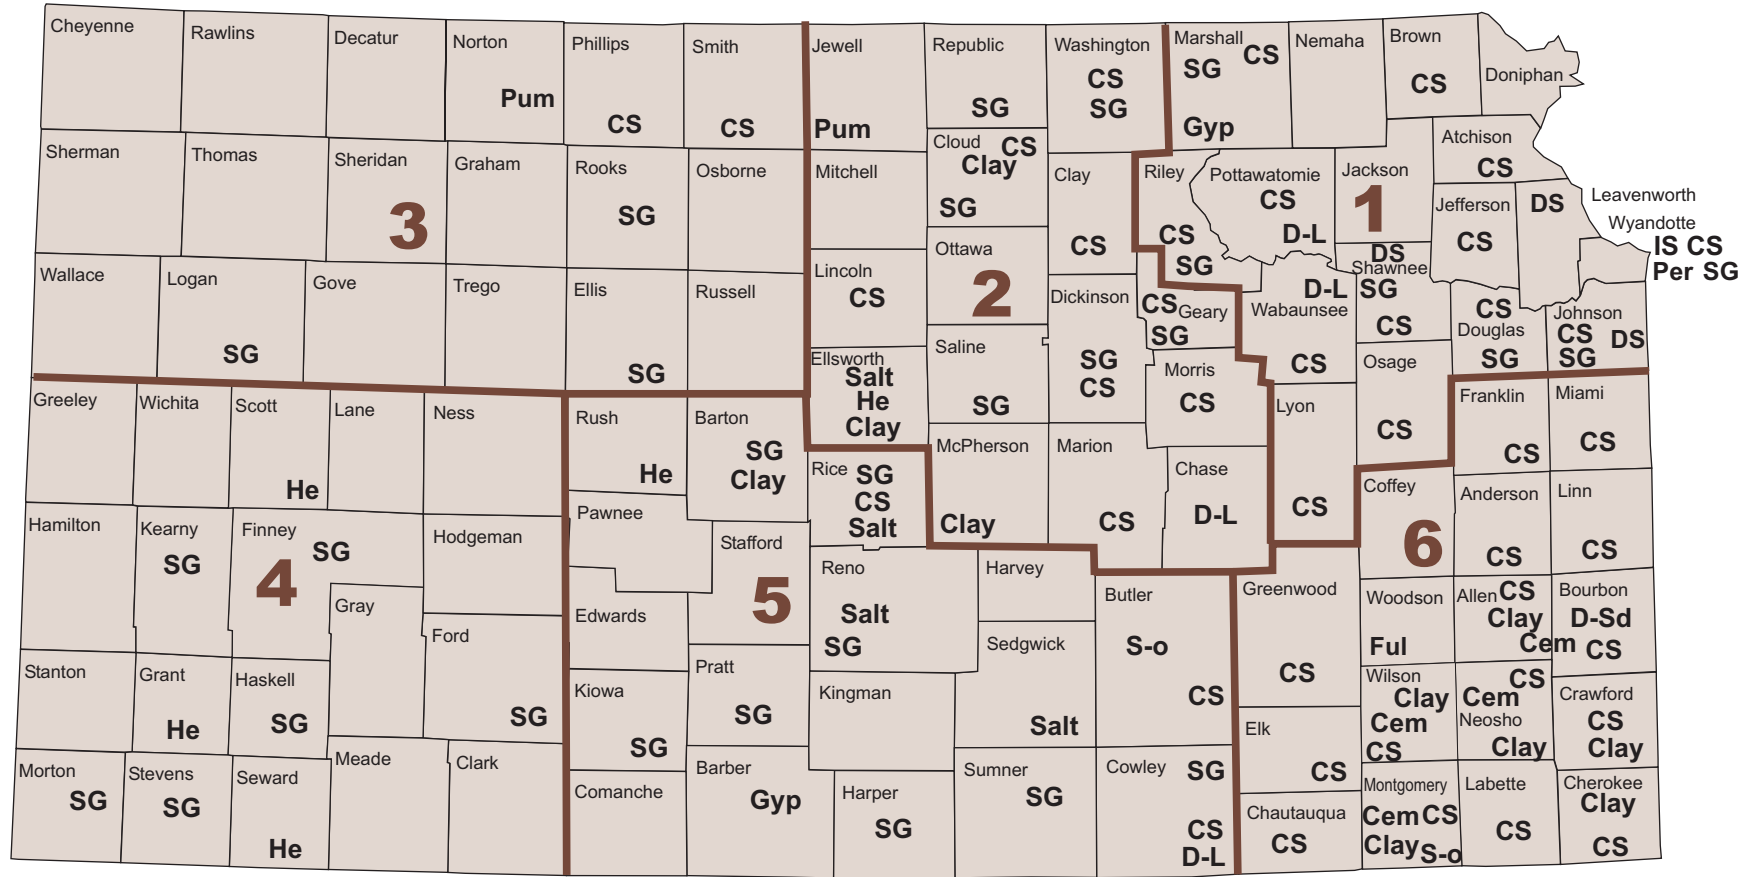 Cheyenne
Rawlins
Decatur
Norton
Pum
Phillips
CS
Smith
CS
Jewell
Pum
Republic
SG
Washington
CS
SG
Marshall
CS
SG
Gyp
Nemaha
Brown
CS
Doniphan
Sherman
Thomas
Sheridan
3
Graham
Rooks
SG
Osborne
Mitchell
Cloud CS
Clay
SG
Clay
CS
Riley
CS
SG
Pottawatomie
CS
D-L
Jackson
1
DS
Atchison
CS
Jefferson
CS
DS
Leavenworth
Wyandotte
IS CS
Per SG
Wallace
Logan
SG
Gove
Trego
Ellis
SG
Russell
Lincoln
CS
Ottawa
2
Dickinson
SG
CS
CS
Geary
SG
D-L
Wabaunsee
CS
Shawnee
SG
CS
CS
Douglas
SG
Johnson
CS
DS
SG
Ellsworth
Salt
He
Clay
Saline
SG
Morris
CS
Osage
CS
Greeley
Wichita
Scott
He
Lane
Ness
Rush
He
Barton
SG
Clay
Rice SG
CS
Salt
McPherson
Clay
Marion
CS
Chase
D-L
Lyon
CS
Franklin
CS
Miami
CS
Coffey
6
Anderson
CS
Linn
CS
Hamilton
Kearny
SG
Finney
SG
4
Hodgeman
Pawnee
Stafford
5
Reno
Salt
SG
Harvey
Gray
Ford
SG
Edwards
Sedgwick
Salt
Butler
S-o
CS
Greenwood
CS
Woodson
Ful
Allen CS
Clay
Cem
Bourbon
D-Sd
CS
Stanton
Grant
He
Haskell
SG
Kiowa
SG
Pratt
SG
Kingman
Wilson
Clay
Cem
CS
CS
Cem
Neosho
Clay
Crawford
CS
Clay
Elk
CS
Morton
SG
Stevens
SG
Seward
He
Meade
Clark
Comanche
Barber
Gyp
Harper
SG
Sumner
SG
Cowley SG
CS
D-L
Chautauqua
CS
Montgomery
Cem CS
Clay S-o
Labette
CS
Cherokee
Clay
CS